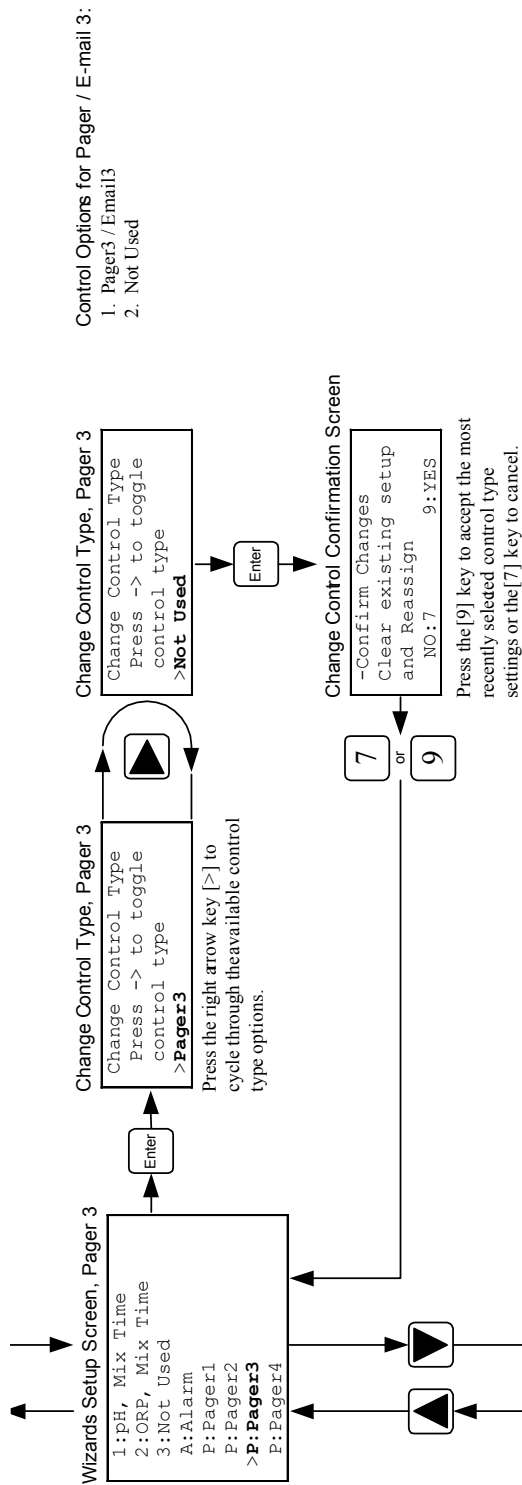 Wizards Setup Screen, Pager 3
1:pH, Mix Time
2:ORP, Mix Time
3:Not Used
A:Alarm
P:Pager1
P:Pager2
>P:Pager3
P:Pager4
Enter
Change Control Type, Pager 3
Change Control Type
Press -> to toggle
control type
>Pager3
Press the right arrow key [>] to
cycle through theavailable control
type options.
Change Control Type, Pager 3
Change Control Type
Press -> to toggle
control type
>Not Used
Enter
Change Control Confirmation Screen
-Confirm Changes
Clear existing setup
and Reassign
NO:7 9:YES
Press the[9] key to accept the most
recently selected control type
settings or the[7] key to cancel.
7
or
9
Control Options for Pager / E-mail 3:
1. Pager3 / Email3
2. Not Used